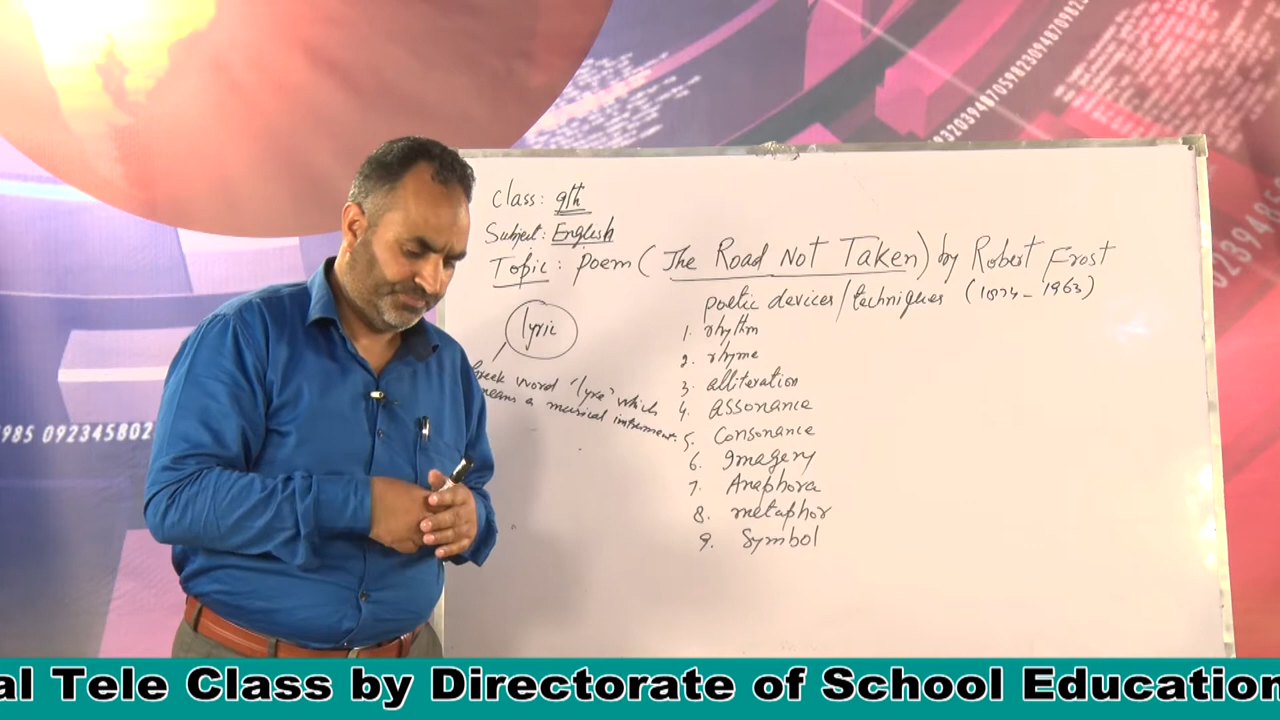 Class: 9th
Subject: English
Topic: Poem (The Road Not Taken) by Robert Frost
poetic devices/techniques (1874-1963)
lyric
Greek word 'lyre' which
means a musical instrument.
1. rhythm
2. rhyme
3. alliteration
4. assonance
5. Consonance
6. Imagery
7. Anaphora
8. metaphor
9. Symbol
985 092345802
al Tele Class by Directorate of School Education